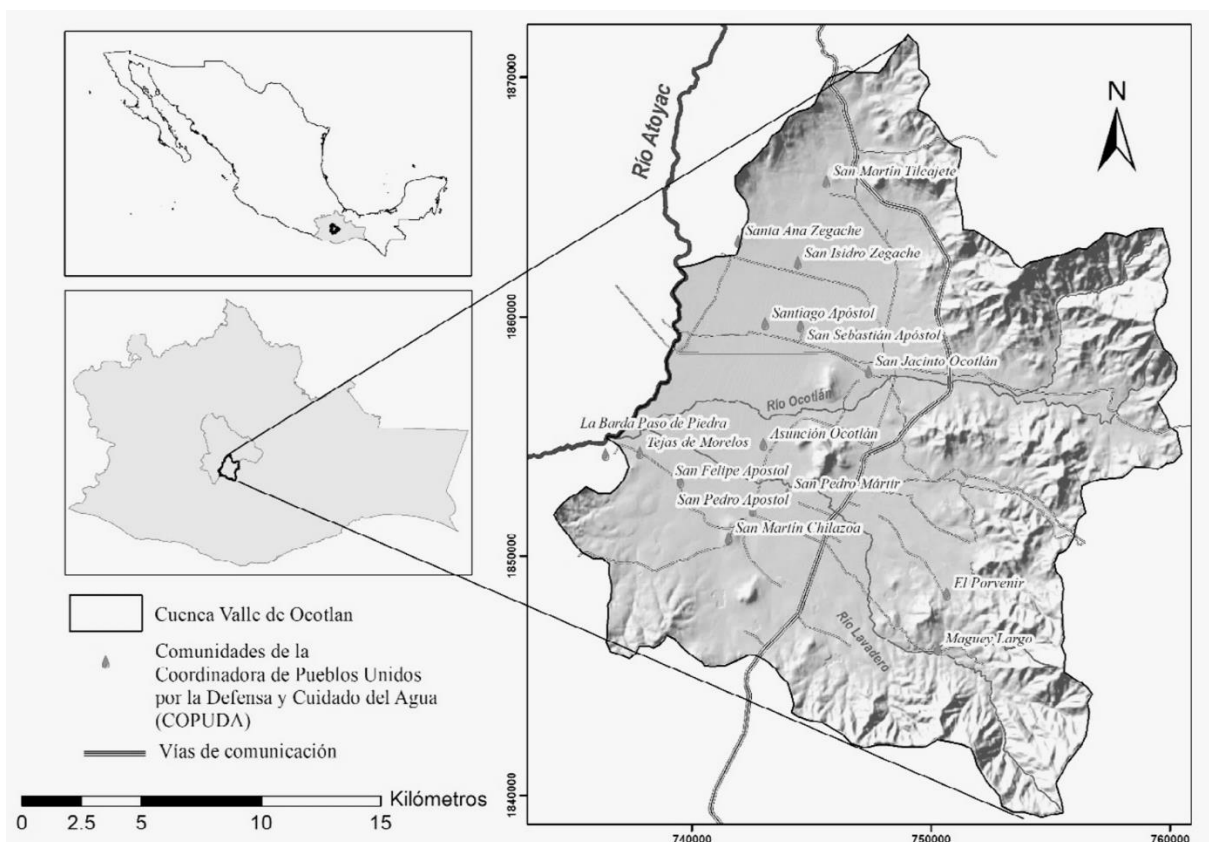 Río Atoyac
N
San Martín Tilcajete
Santa Ana Zegache
San Isidro Zegache
Santiago Apóstol
San Sebastián Apóstol
San Jacinto Ocotlán
Río Ocotlán
La Barda Paso de Piedra
Tejas de Morelos
Asunción Ocotlán
San Felipe Apostol
San Pedro Mártir
San Pedro Apostol
San Martín Chilazoa
El Porvenir
Río Lavadero
Maguey Largo
1870000
1860000
1850000
1840000
740000
750000
760000
Cuenca Valle de Ocotlan
Comunidades de la
Coordinadora de Pueblos Unidos
por la Defensa y Cuidado del Agua
(COPUDA)
Vías de comunicación
Kilómetros
0 2.5 5 10 15